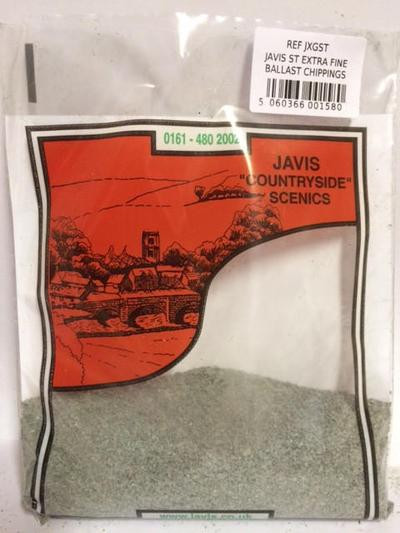 REF JXGST
JAVIS ST EXTRA FINE
BALLAST CHIPPINGS
5 060366 001580
0161 - 480 2002
JAVIS
"COUNTRYSIDE"
SCENICS
www.javis.co.uk